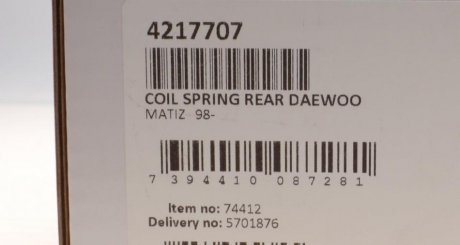 4217707
COIL SPRING REAR DAEWOO
MATIZ 98-
7 394410 087281
Item no: 74412
Delivery no: 5701876